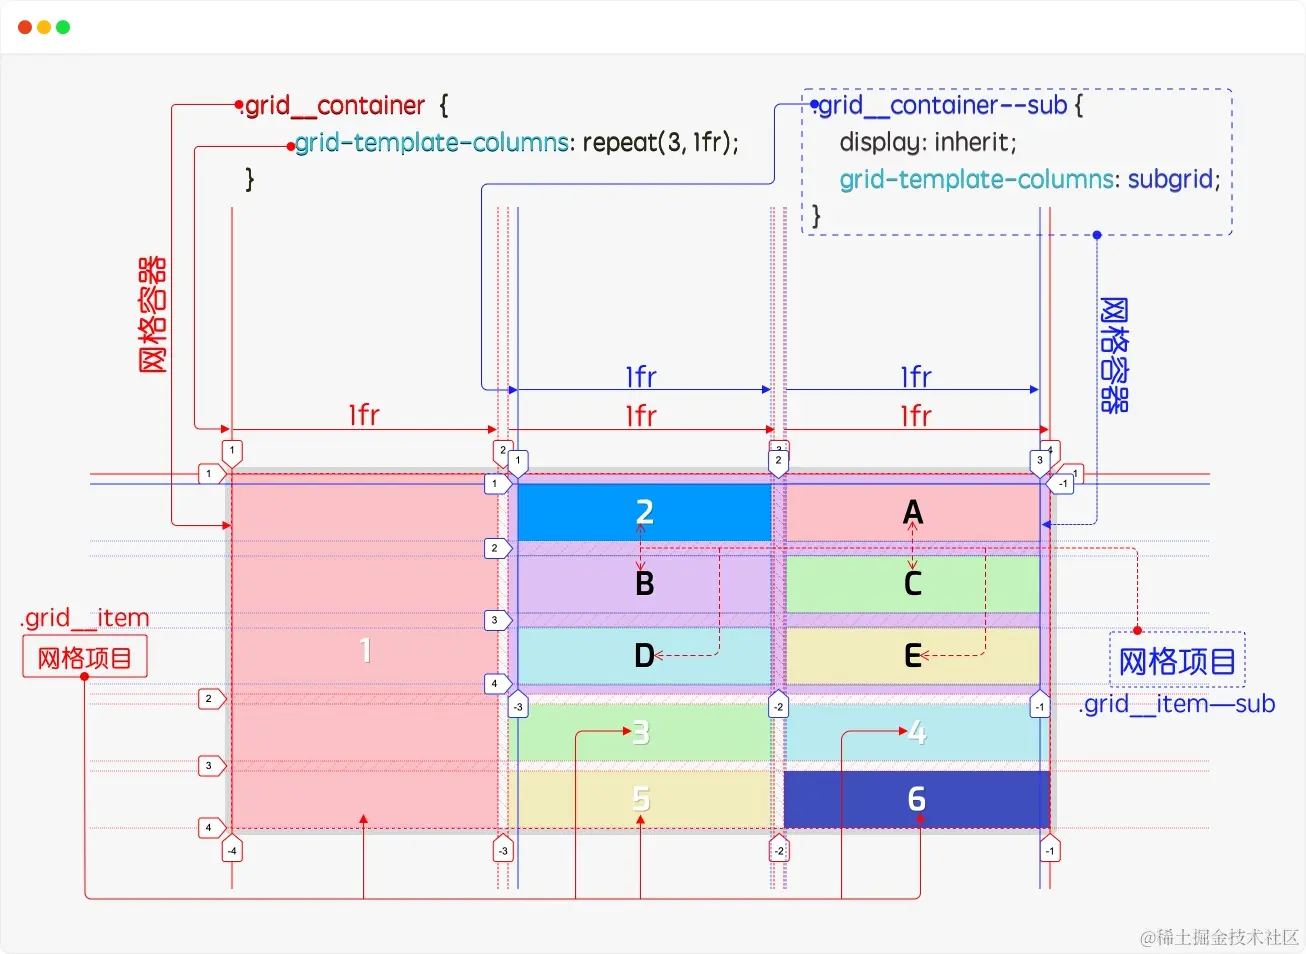 .grid__container {
grid-template-columns: repeat(3, 1fr);
}
.grid__container--sub {
display: inherit;
grid-template-columns: subgrid;
}
网格容器
网格容器
1fr
1fr
1fr
1fr
1fr
1
2
3
4
1
2
3
1
-1
1
-1
2
A
2
B
C
3
.grid__item
网格项目
1
D
E
网格项目
.grid__item—sub
4
2
-3
-2
-1
3
4
3
5
6
4
-4
-3
-2
-1
@稀土掘金技术社区